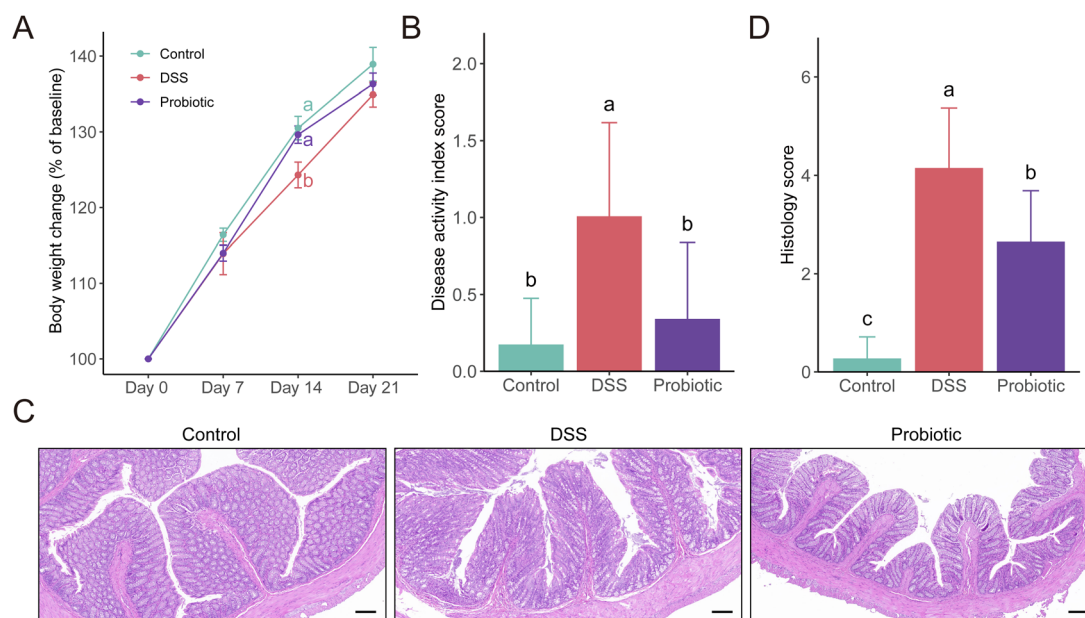 A
Body weight change (% of baseline)
140
130
120
110
100
Control
DSS
Probiotic
a
a
b
Day 0 Day 7 Day 14 Day 21
B
Disease activity index score
2.0
1.5
1.0
0.5
0.0
b
a
b
Control DSS Probiotic
D
Histology score
6
4
2
0
c
a
b
Control DSS Probiotic
C
Control DSS Probiotic